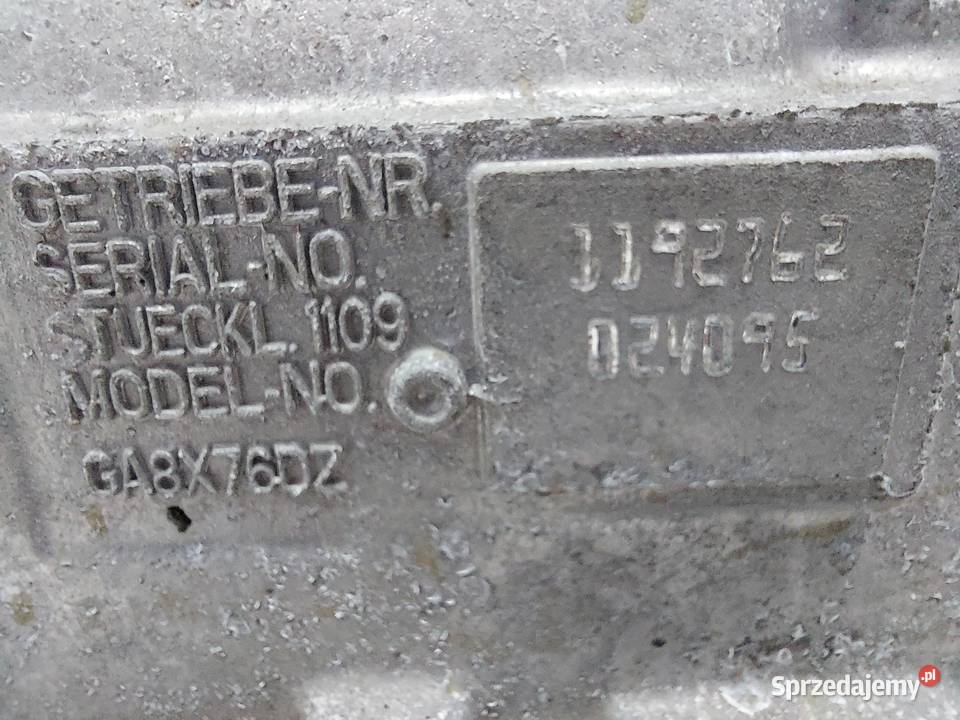 GETRIEBE-NR.
SERIAL-NO.
STUECKL. 1109
MODEL-NO.
GA8X76DZ
1192762
024095
Sprzedajemy.pl